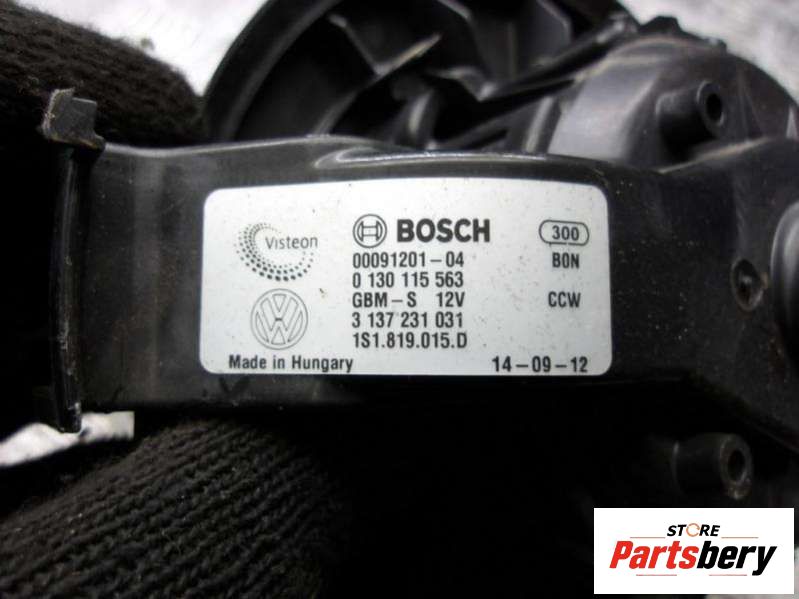 Visteon
BOSCH
300
00091201-04
BON
0 130 115 563
GBM-S 12V
CCW
3 137 231 031
1S1.819.015.D
Made in Hungary
14-09-12
STORE
Partsbery